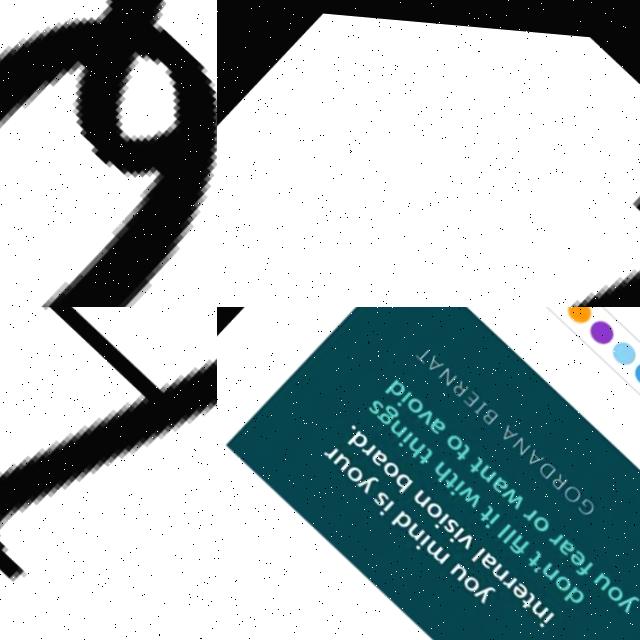 you mind is your
internal vision board.
don't fill it with things
you fear or want to avoid
GORDANA BIERNAT